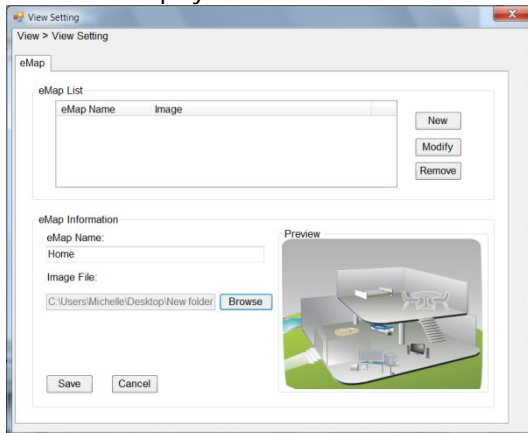 View Setting
View > View Setting
eMap
eMap List
eMap Name Image
New
Modify
Remove
eMap Information
eMap Name:
Home
Image File:
C:\Users\Michelle\Desktop\New folder
Browse
Preview
Save
Cancel